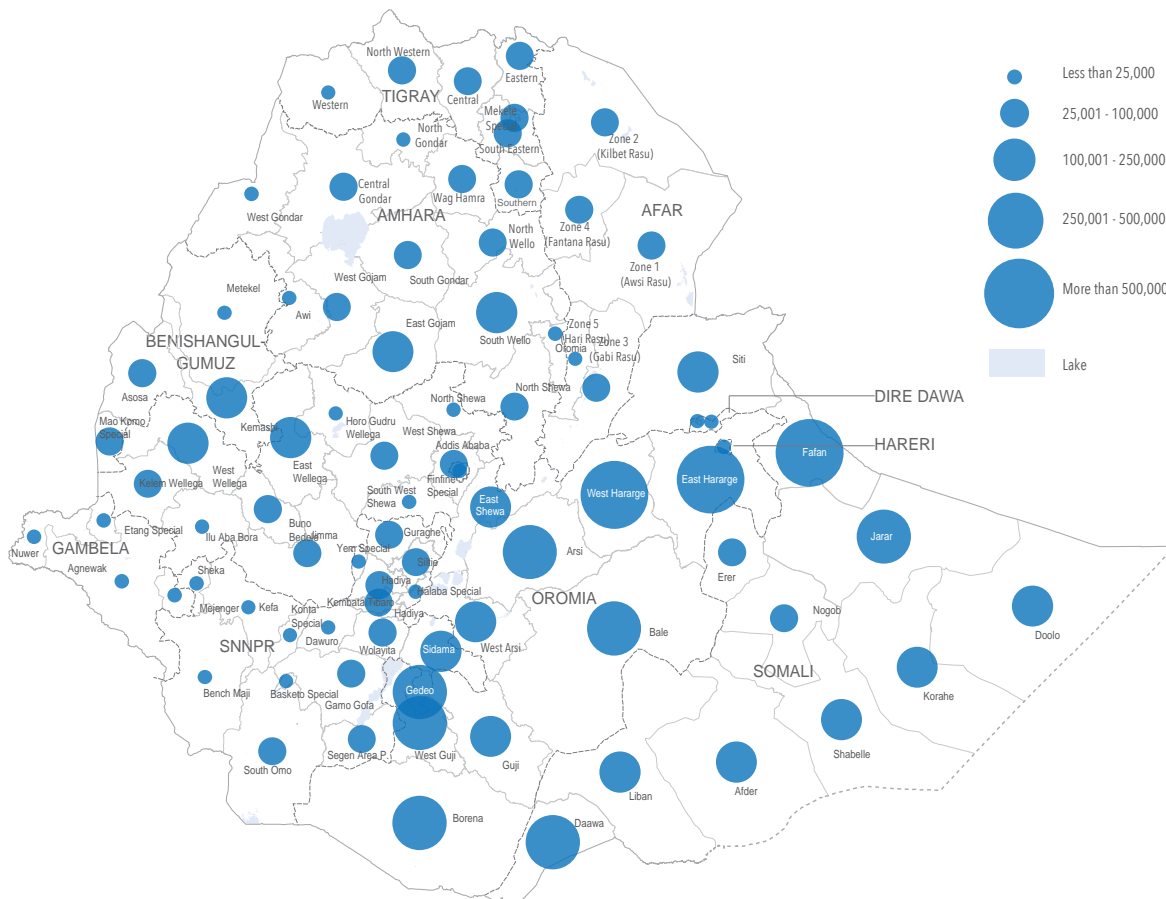 North Western
Eastern
Less than 25,000
Western
TIGRAY
Central
25,001 - 100,000
Mekele
Special
North
Gondar
South Eastern
Zone 2
(Kilbet Rasu)
100,001 - 250,000
Central
Gondar
Wag Hamra
Southern
West Gondar
AMHARA
AFAR
250,001 - 500,000
North
Wello
Zone 4
(Fantana Rasu)
Zone 1
(Awsi Rasu)
West Gojam
South Gondar
Metekel
More than 500,000
Awi
East Gojam
South Wello
Zone 5
(Hari Rasu)
Oromia
Zone 3
(Gabi Rasu)
BENISHANGUL-
GUMUZ
Siti
Lake
Asosa
North Shewa
North Shewa
DIRE DAWA
Mao Komo
Special
Kemashi
Horo Gudru
Wellega
West Shewa
Addis Ababa
HARERI
Fafan
East
Wellega
West
Wellega
Kelem Wellega
Finfine
Special
East Hararge
West Hararge
South West
Shewa
East
Shewa
Etang Special
Ilu Aba Bora
Buno
Bedele
Jimma
Guraghe
Jarar
Nuwer
GAMBELA
Yem Special
Siltie
Arsi
Agnewak
Sheka
Erer
Hadiya
Halaba Special
Kembata Tibaro
Hadiya
OROMIA
Mejenger
Kefa
Konta
Special
Nogob
Doolo
Dawuro
Wolayita
West Arsi
Bale
SNNPR
Sidama
SOMALI
Bench Maji
Basketo Special
Gamo Gofa
Gedeo
Korahe
Segen Area P.
West Guji
Guji
Shabelle
South Omo
Liban
Afder
Borena
Daawa